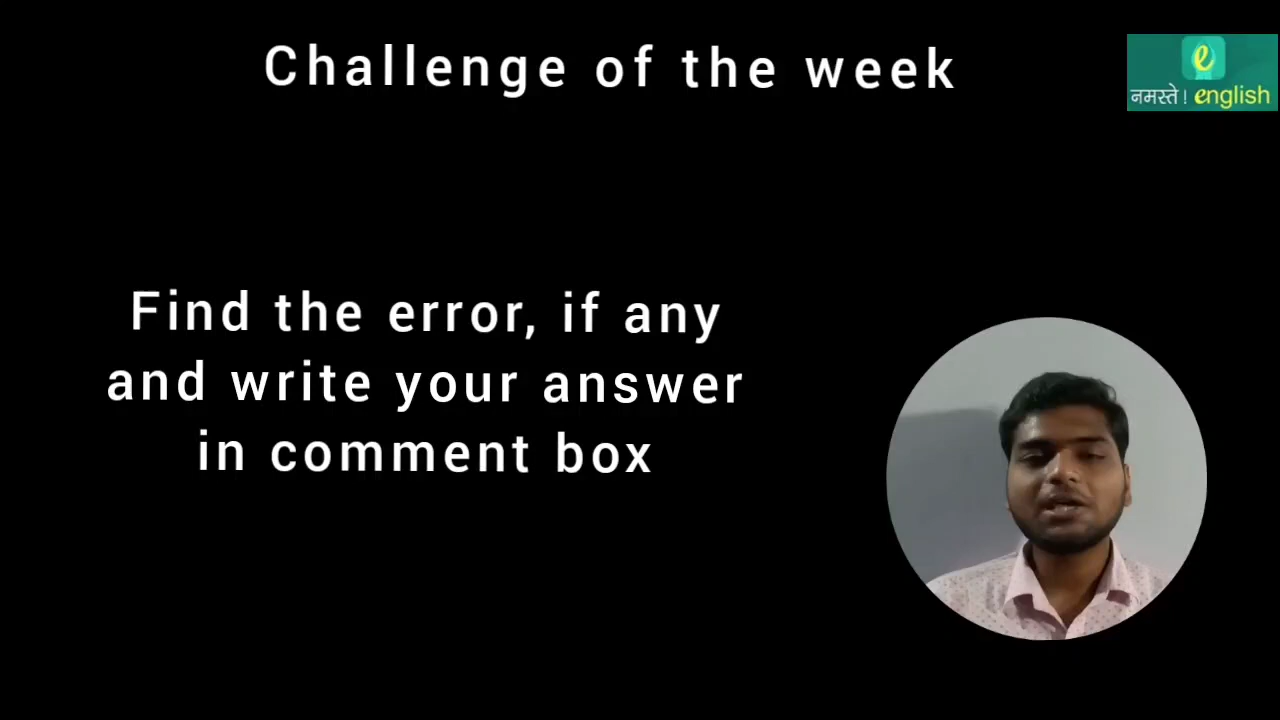 Challenge of the week
e
नमस्ते ! english
Find the error, if any
and write your answer
in comment box